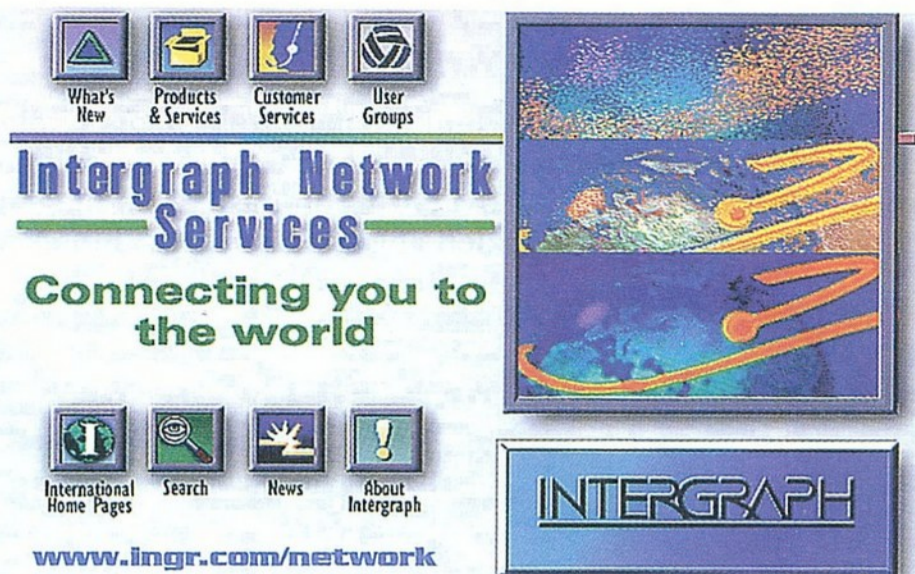 What's
New
Products
& Services
Customer
Services
User
Groups
Intergraph Network
Services
Connecting you to
the world
International
Home Pages
Search
News
About
Intergraph
www.ingr.com/network
INTERGRAPH